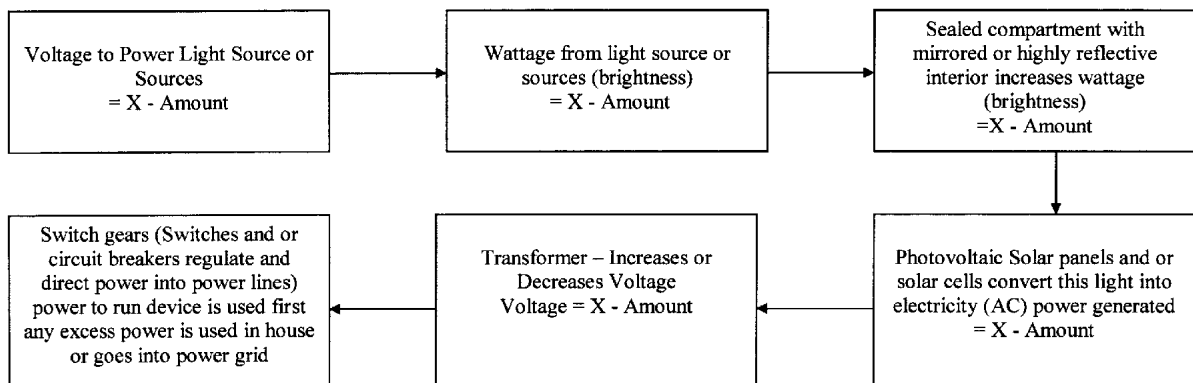 Voltage to Power Light Source or
Sources
= X - Amount
Wattage from light source or
sources (brightness)
= X - Amount
Sealed compartment with
mirrored or highly reflective
interior increases wattage
(brightness)
=X - Amount
Switch gears (Switches and or
circuit breakers regulate and
direct power into power lines)
power to run device is used first
any excess power is used in house
or goes into power grid
Transformer – Increases or
Decreases Voltage
Voltage = X - Amount
Photovoltaic Solar panels and or
solar cells convert this light into
electricity (AC) power generated
= X - Amount